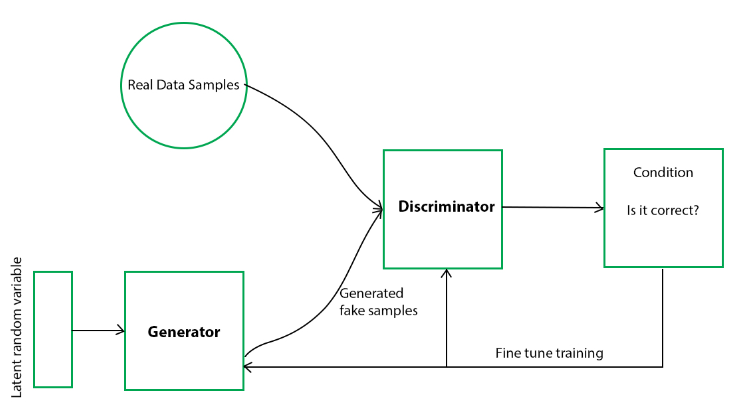 Real Data Samples
Condition
Is it correct?
Discriminator
Latent random variable
Generator
Generated
fake samples
Fine tune training